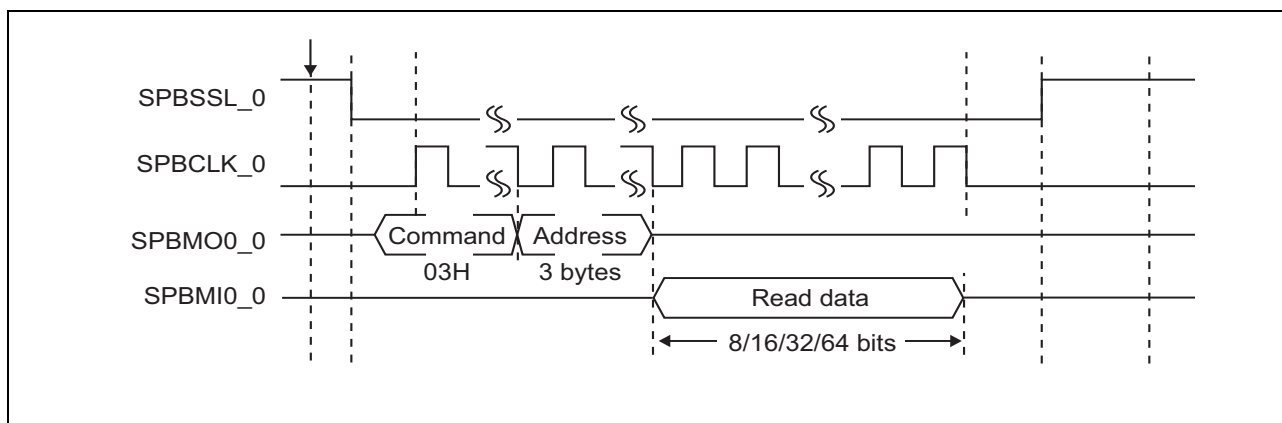 SPBSSL_0
SPBCLK_0
SPBMO0_0
Command
Address
03H
3 bytes
SPBMI0_0
Read data
8/16/32/64 bits